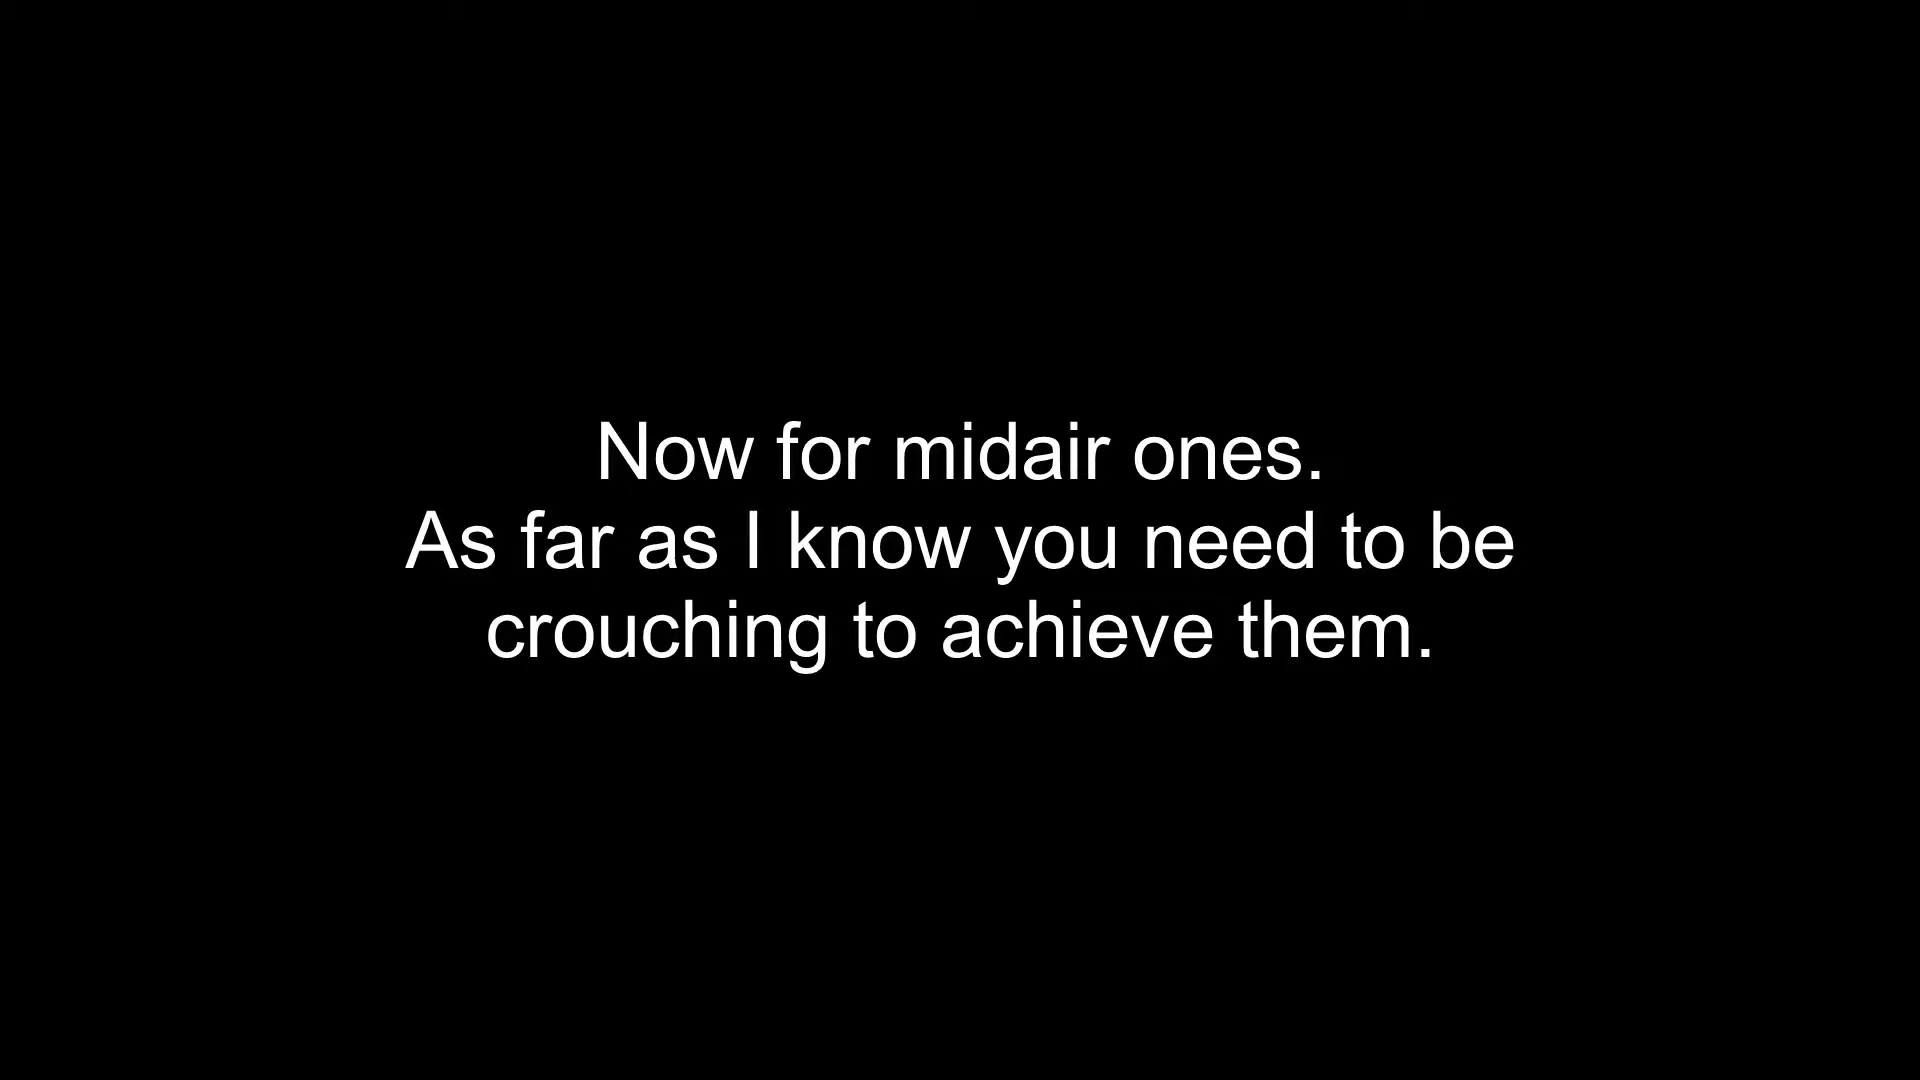 Now for midair ones.
As far as I know you need to be
crouching to achieve them.